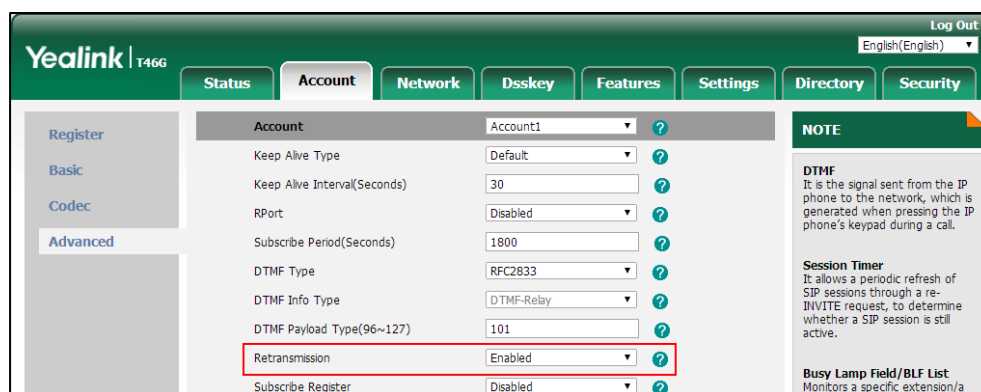 Log Out
Yealink | T46G
English(English)
Status Account Network Dsskey Features Settings Directory Security
Register
Basic
Codec
Advanced
Account Account1
Keep Alive Type Default
Keep Alive Interval(Seconds) 30
RPort Disabled
Subscribe Period(Seconds) 1800
DTMF Type RFC2833
DTMF Info Type DTMF-Relay
DTMF Payload Type(96~127) 101
Retransmission Enabled
Subscribe Register Disabled
NOTE
DTMF
It is the signal sent from the IP
phone to the network, which is
generated when pressing the IP
phone's keypad during a call.
Session Timer
It allows a periodic refresh of
SIP sessions through a re-
INVITE request, to determine
whether a SIP session is still
active.
Busy Lamp Field/BLF List
Monitors a specific extension/a